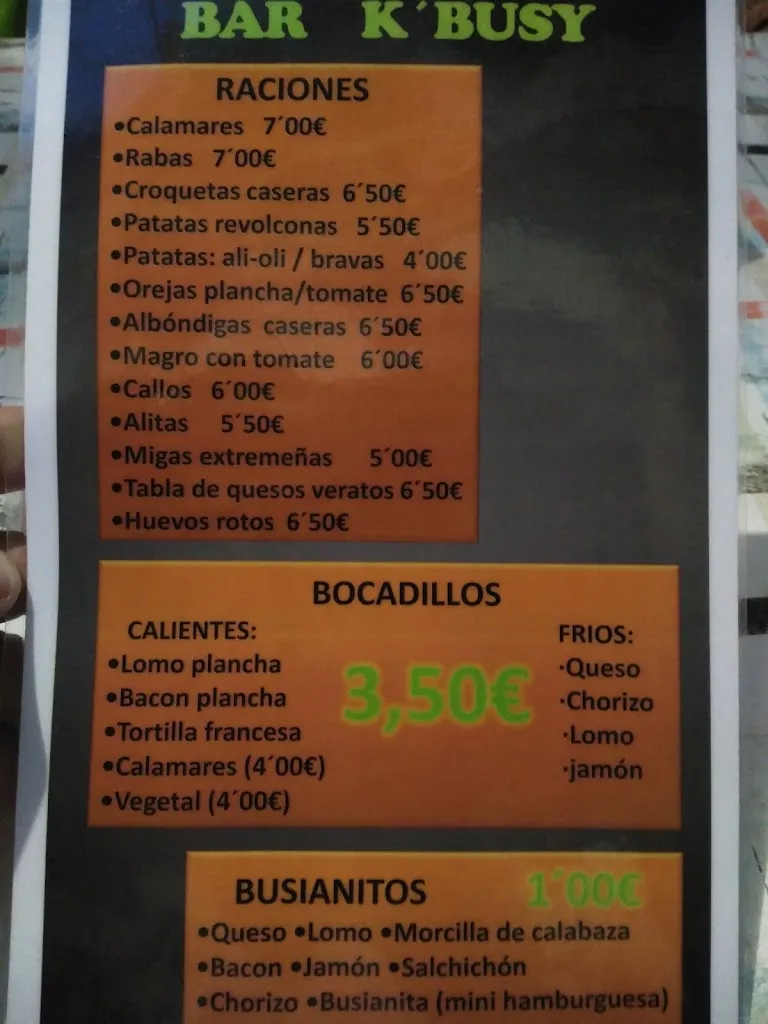 BAR K´BUSY
RACIONES
•Calamares 7´00€
•Rabas 7´00€
•Croquetas caseras 6´50€
•Patatas revolconas 5´50€
•Patatas: ali-oli / bravas 4´00€
•Orejas plancha/tomate 6´50€
•Albóndigas caseras 6´50€
•Magro con tomate 6´00€
•Callos 6´00€
•Alitas 5´50€
•Migas extremeñas 5´00€
•Tabla de quesos veratos 6´50€
•Huevos rotos 6´50€
BOCADILLOS
CALIENTES:
•Lomo plancha
•Bacon plancha
•Tortilla francesa
•Calamares (4´00€)
•Vegetal (4´00€)
3,50€
FRIOS:
·Queso
·Chorizo
·Lomo
·jamón
BUSIANITOS 1´00€
•Queso •Lomo •Morcilla de calabaza
•Bacon •Jamón •Salchichón
•Chorizo •Busianita (mini hamburguesa)